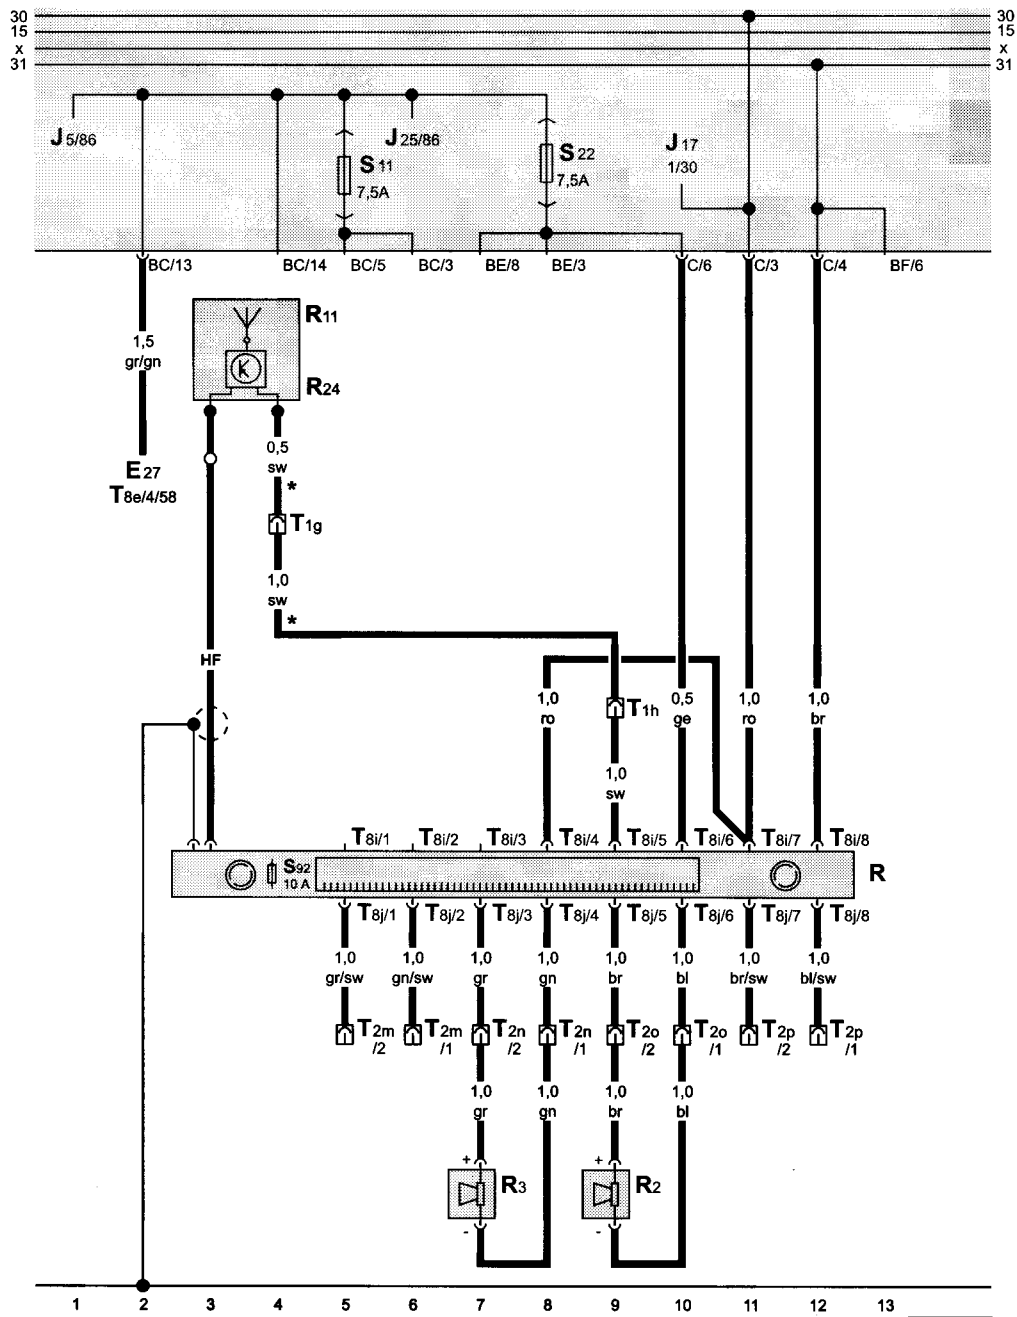 30 30
15 15
x x
31 31
J 5/86
S 11
7,5A
J 25/86
S 22
7,5A
J 17
1/30
BC/13 BC/14 BC/5 BC/3 BE/8 BE/3 C/6 C/3 C/4 BF/6
R11
1,5
gr/gn
R24
E27
T8e/4/58
0,5
sw
*
T1g
1,0
sw
*
HF
1,0
ro
T1h
0,5
ge
1,0
ro
1,0
br
1,0
sw
T8i/1 T8i/2 T8i/3 T8i/4 T8i/5 T8i/6 T8i/7 T8i/8
S92
10 A
R
T8j/1 T8j/2 T8j/3 T8j/4 T8j/5 T8j/6 T8j/7 T8j/8
1,0 1,0 1,0 1,0 1,0 1,0 1,0 1,0
gr/sw gn/sw gr gn br bl br/sw bl/sw
T2m T2m T2n T2n T2o T2o T2p T2p
/2 /1 /2 /1 /2 /1 /2 /1
1,0 1,0 1,0 1,0
gr gn br bl
+ +
R3 R2
- -
1 2 3 4 5 6 7 8 9 10 11 12 13